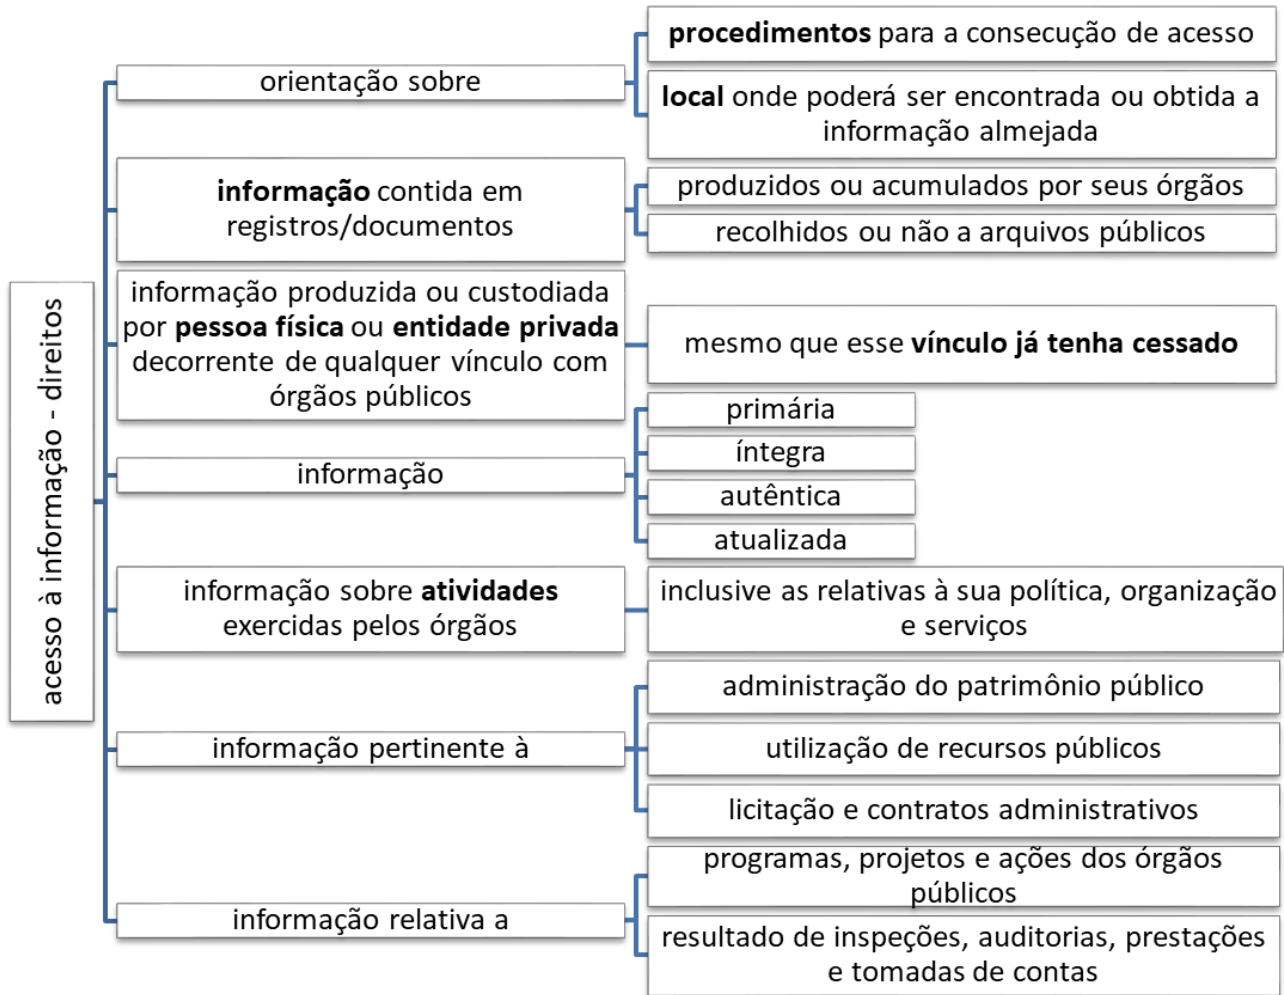 acesso à informação - direitos
orientação sobre
procedimentos para a consecução de acesso
local onde poderá ser encontrada ou obtida a
informação almejada
informação contida em
registros/documentos
produzidos ou acumulados por seus órgãos
recolhidos ou não a arquivos públicos
informação produzida ou custodiada
por pessoa física ou entidade privada
decorrente de qualquer vínculo com
órgãos públicos
mesmo que esse vínculo já tenha cessado
informação
primária
íntegra
autêntica
atualizada
informação sobre atividades
exercidas pelos órgãos
inclusive as relativas à sua política, organização
e serviços
informação pertinente à
administração do patrimônio público
utilização de recursos públicos
licitação e contratos administrativos
informação relativa a
programas, projetos e ações dos órgãos
públicos
resultado de inspeções, auditorias, prestações
e tomadas de contas